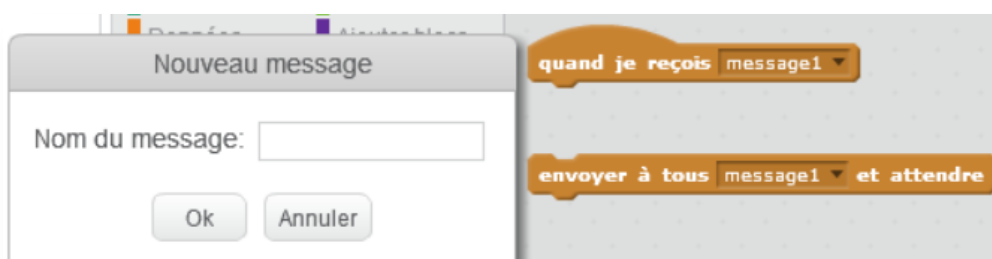 Nouveau message
Nom du message:
Ok
Annuler
quand je reçois message1
envoyer à tous message1 et attendre